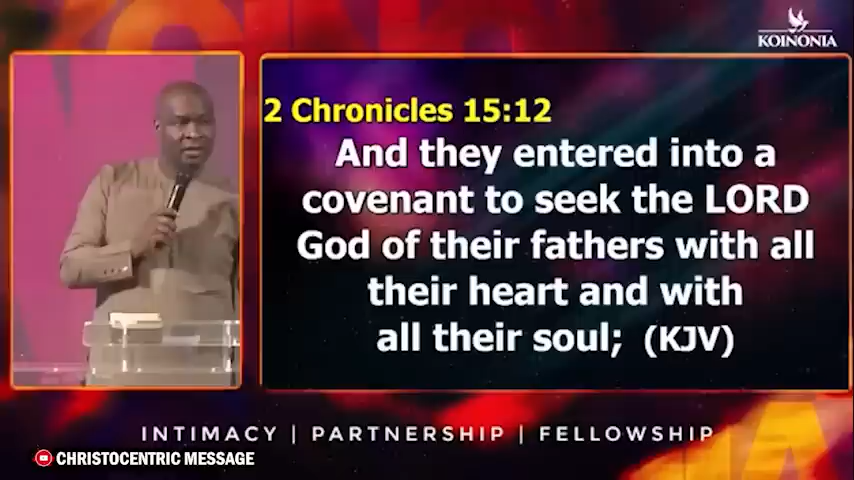 KOINONIA
2 Chronicles 15:12
And they entered into a
covenant to seek the LORD
God of their fathers with all
their heart and with
all their soul; (KJV)
INTIMACY | PARTNERSHIP | FELLOWSHIP
CHRISTOCENTRIC MESSAGE